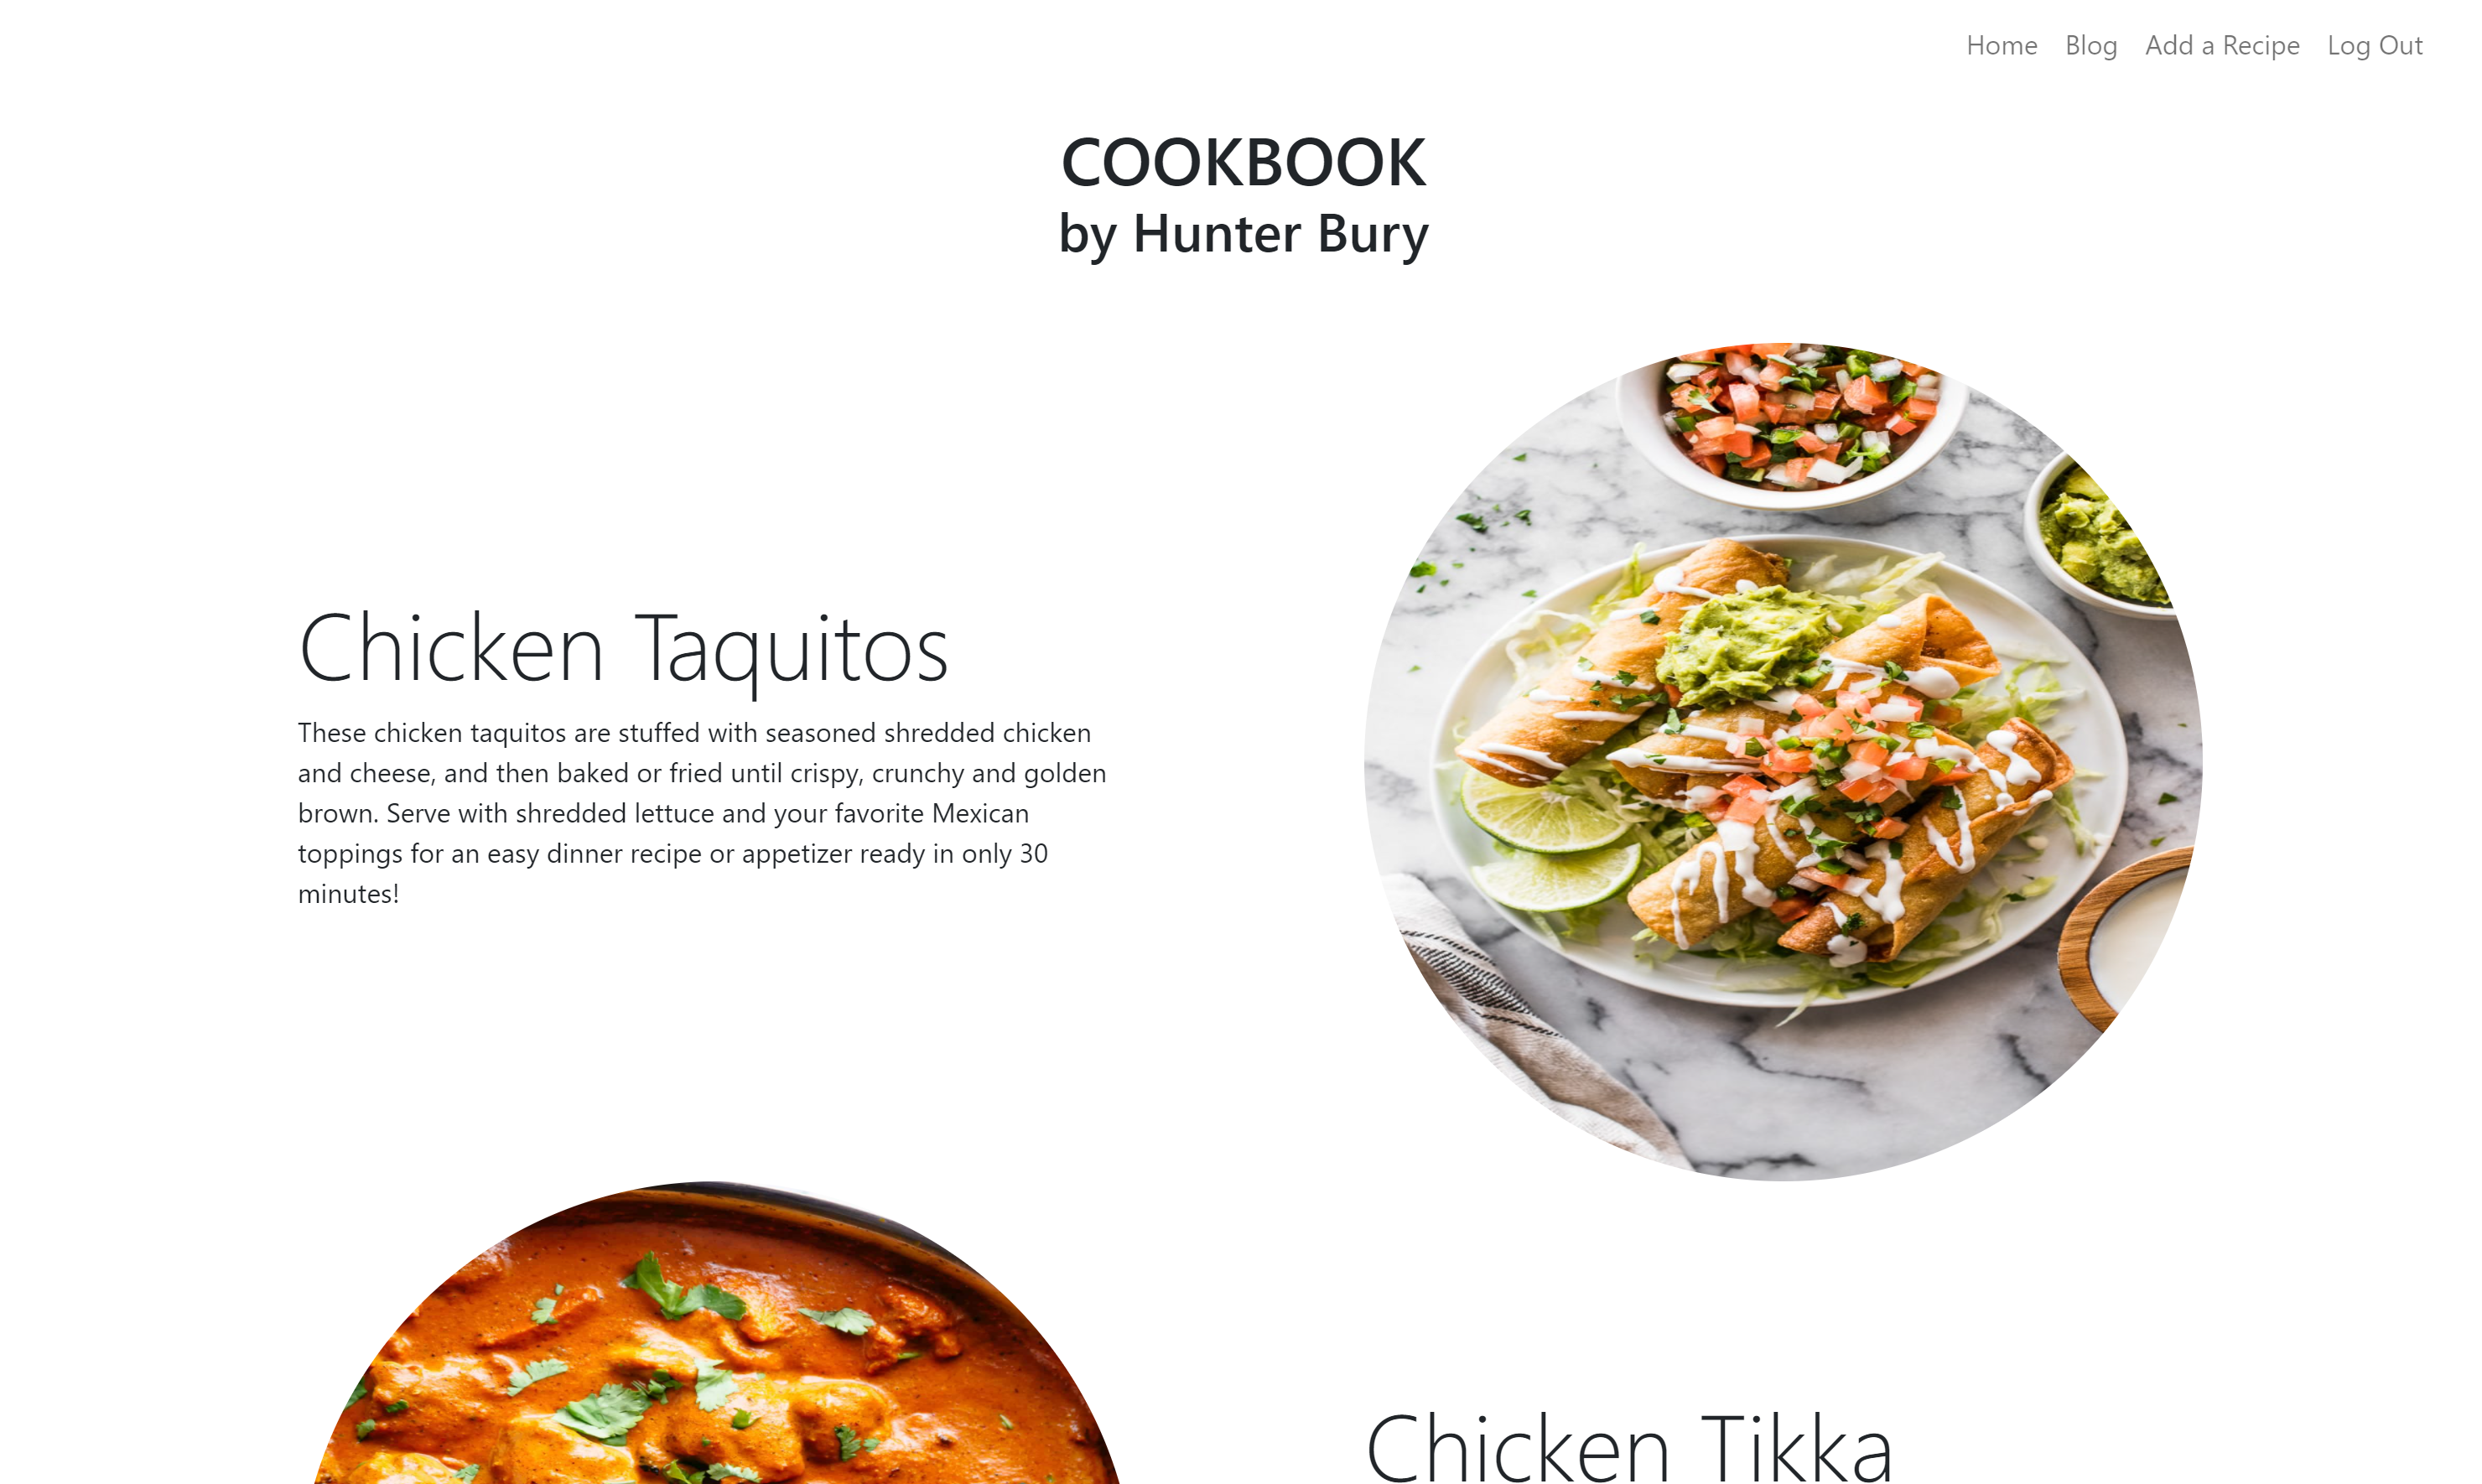 Home Blog Add a Recipe Log Out
COOKBOOK
by Hunter Bury
Chicken Taquitos
These chicken taquitos are stuffed with seasoned shredded chicken
and cheese, and then baked or fried until crispy, crunchy and golden
brown. Serve with shredded lettuce and your favorite Mexican
toppings for an easy dinner recipe or appetizer ready in only 30
minutes!
Chicken Tikka